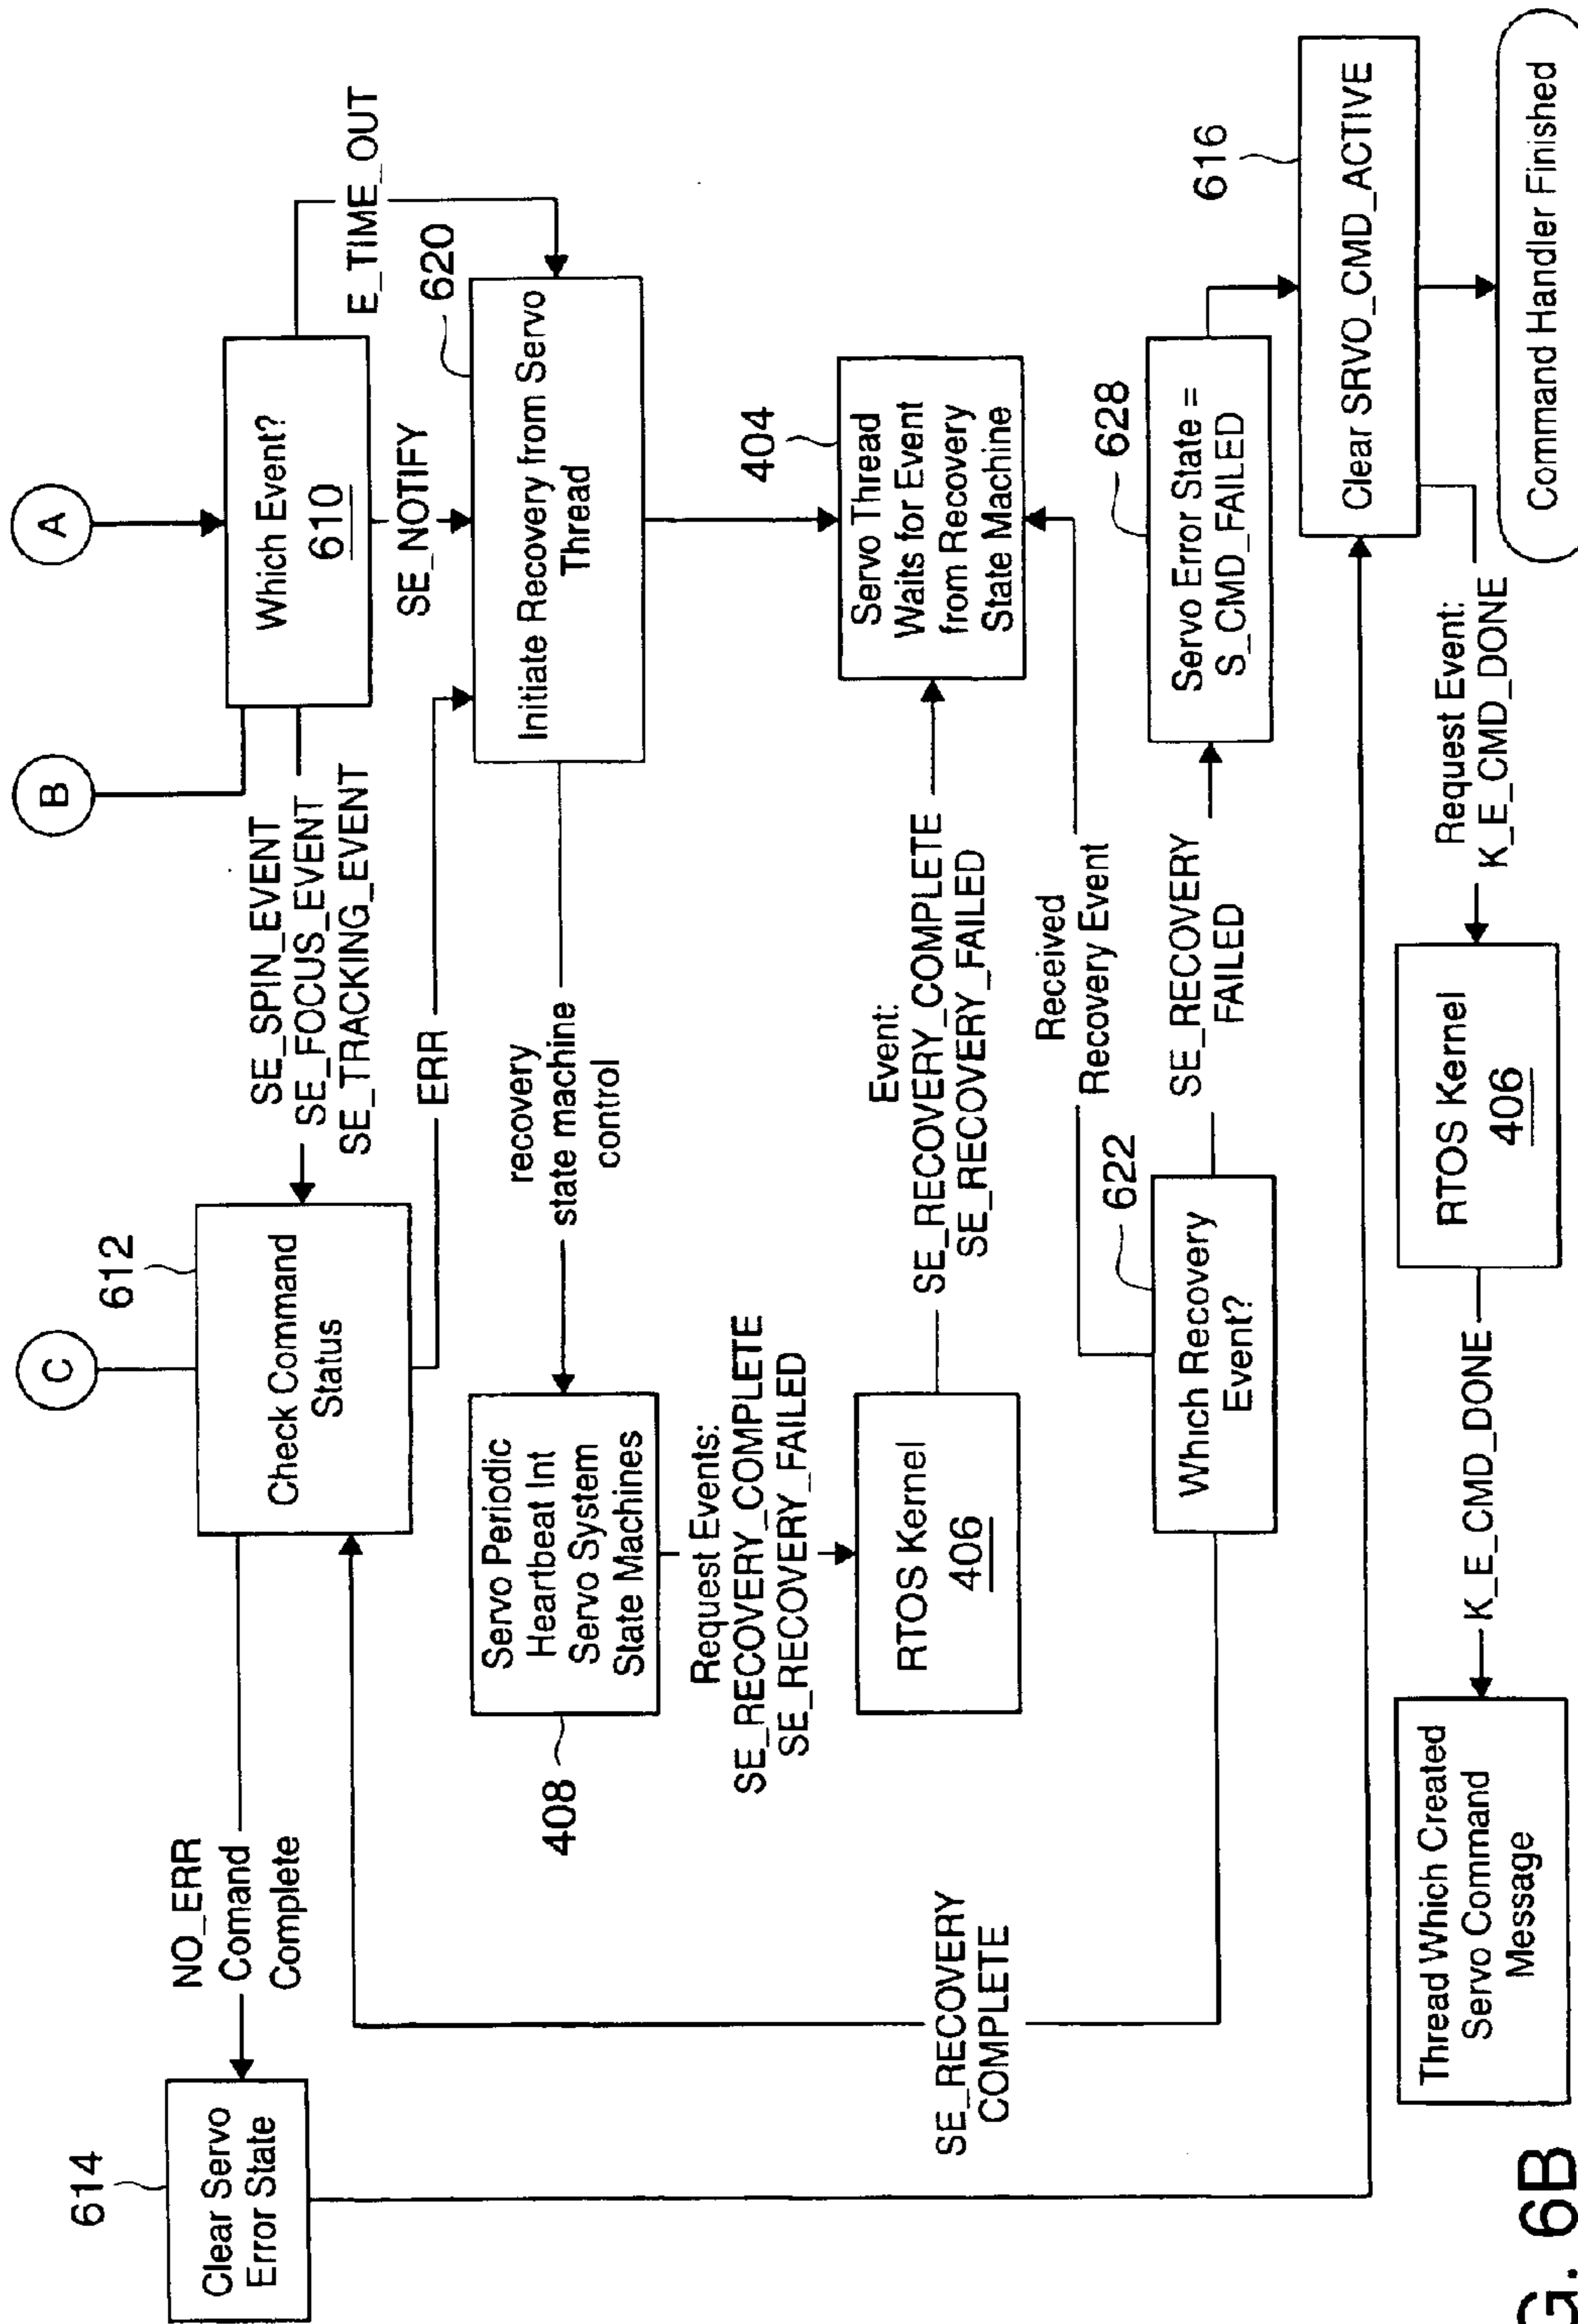 A
B
C
Which Event?
610
E_TIME_OUT
SE_NOTIFY
SE_SPIN_EVENT
SE_FOCUS_EVENT
SE_TRACKING_EVENT
612
Check Command
Status
NO_ERR
Comand
Complete
614
Clear Servo
Error State
ERR
620
Initiate Recovery from Servo
Thread
recovery
state machine
control
Servo Periodic
Heartbeat Int
Servo System
State Machines
408
Request Events:
SE_RECOVERY_COMPLETE
SE_RECOVERY_FAILED
RTOS Kernel
406
Event:
SE_RECOVERY_COMPLETE
SE_RECOVERY_FAILED
404
Servo Thread
Waits for Event
from Recovery
State Machine
Received
Recovery Event
622
Which Recovery
Event?
SE_RECOVERY
COMPLETE
SE_RECOVERY
FAILED
628
Servo Error State =
S_CMD_FAILED
616
Clear SRVO_CMD_ACTIVE
Command Handler Finished
Request Event:
K_E_CMD_DONE
RTOS Kernel
406
K_E_CMD_DONE
Thread Which Created
Servo Command
Message
G. 6B